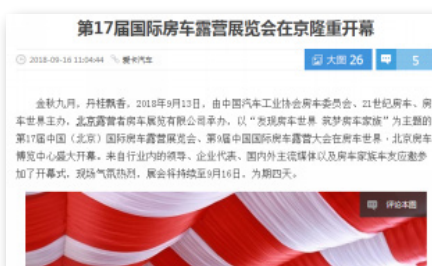 第17届国际房车露营展览会在京隆重开幕
2018-09-16 11:04:44 爱卡汽车
大图 26
5
金秋九月，丹桂飘香，2018年9月13日，由中国汽车工业协会房车委员会、21世纪房车、房
车世界主办，北京露营者房车展览有限公司承办，以“发现房车世界 筑梦房车家族”为主题的
第17届中国（北京）国际房车露营展览会、第9届中国国际房车露营大会在房车世界·北京房车
博览中心盛大开幕。来自行业内的领导、企业代表、国内外主流媒体以及房车家族车友应邀参
加了开幕式，现场气氛热烈，展会将持续至9月16日，为期四天。
评论本图